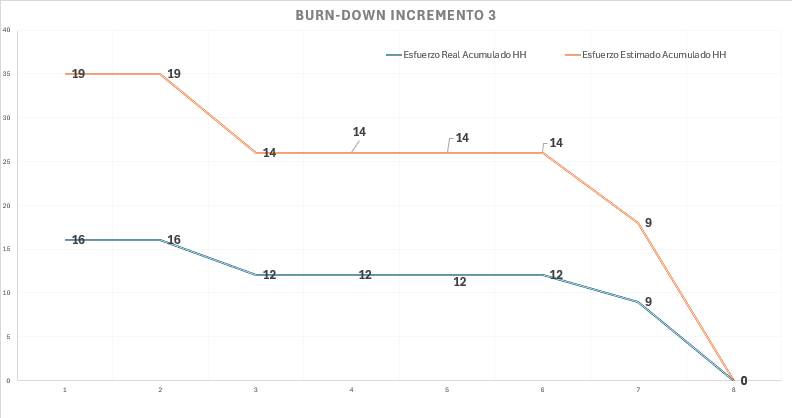 BURN-DOWN INCREMENTO 3
40
Esfuerzo Real Acumulado HH Esfuerzo Estimado Acumulado HH
35
19 19
30
14 14 14 14
25
20
9
15
16 16
12 12 12 12
10
9
5
0
0
1 2 3 4 5 6 7 8